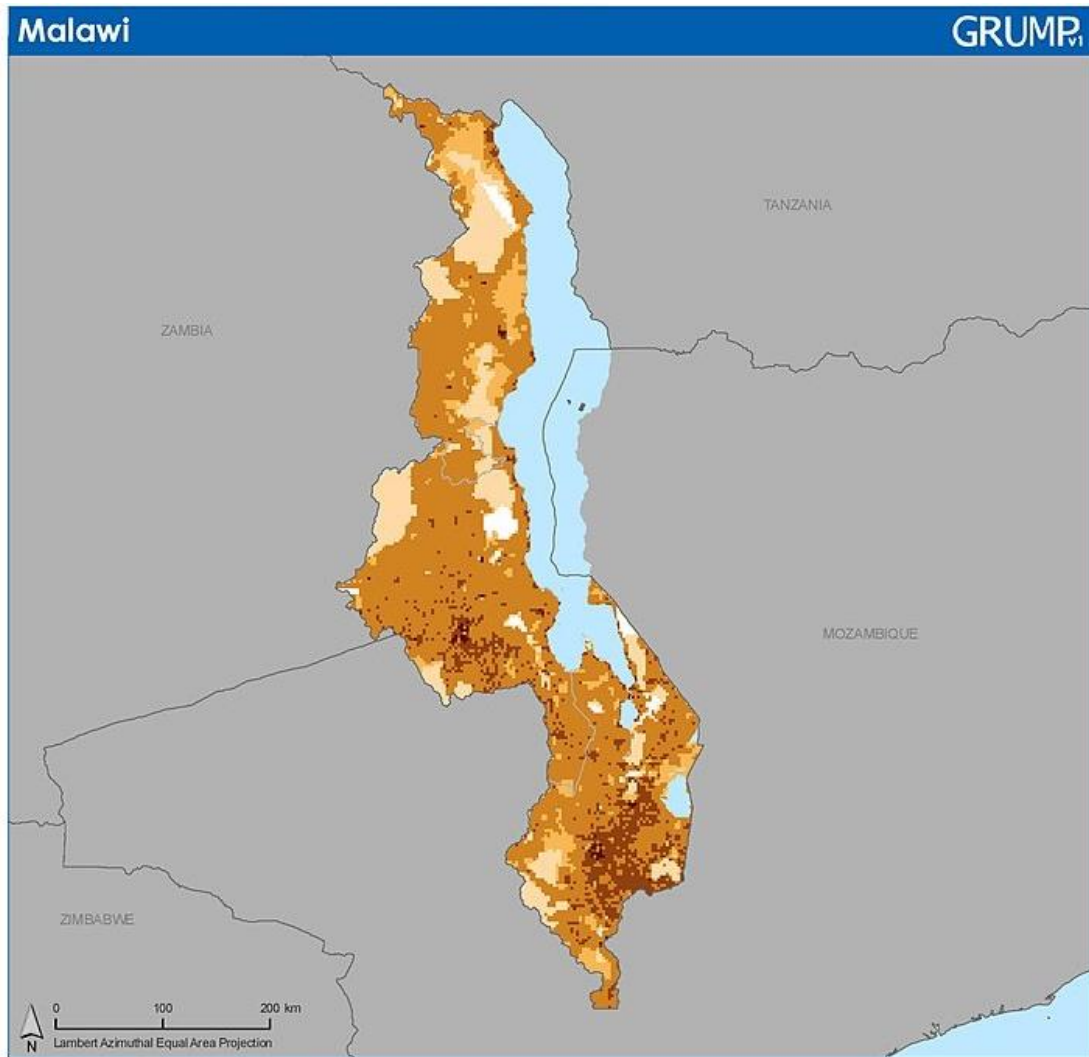 Malawi
GRUMPv1
TANZANIA
ZAMBIA
MOZAMBIQUE
ZIMBABWE
0 100 200 km
N
Lambert Azimuthal Equal Area Projection